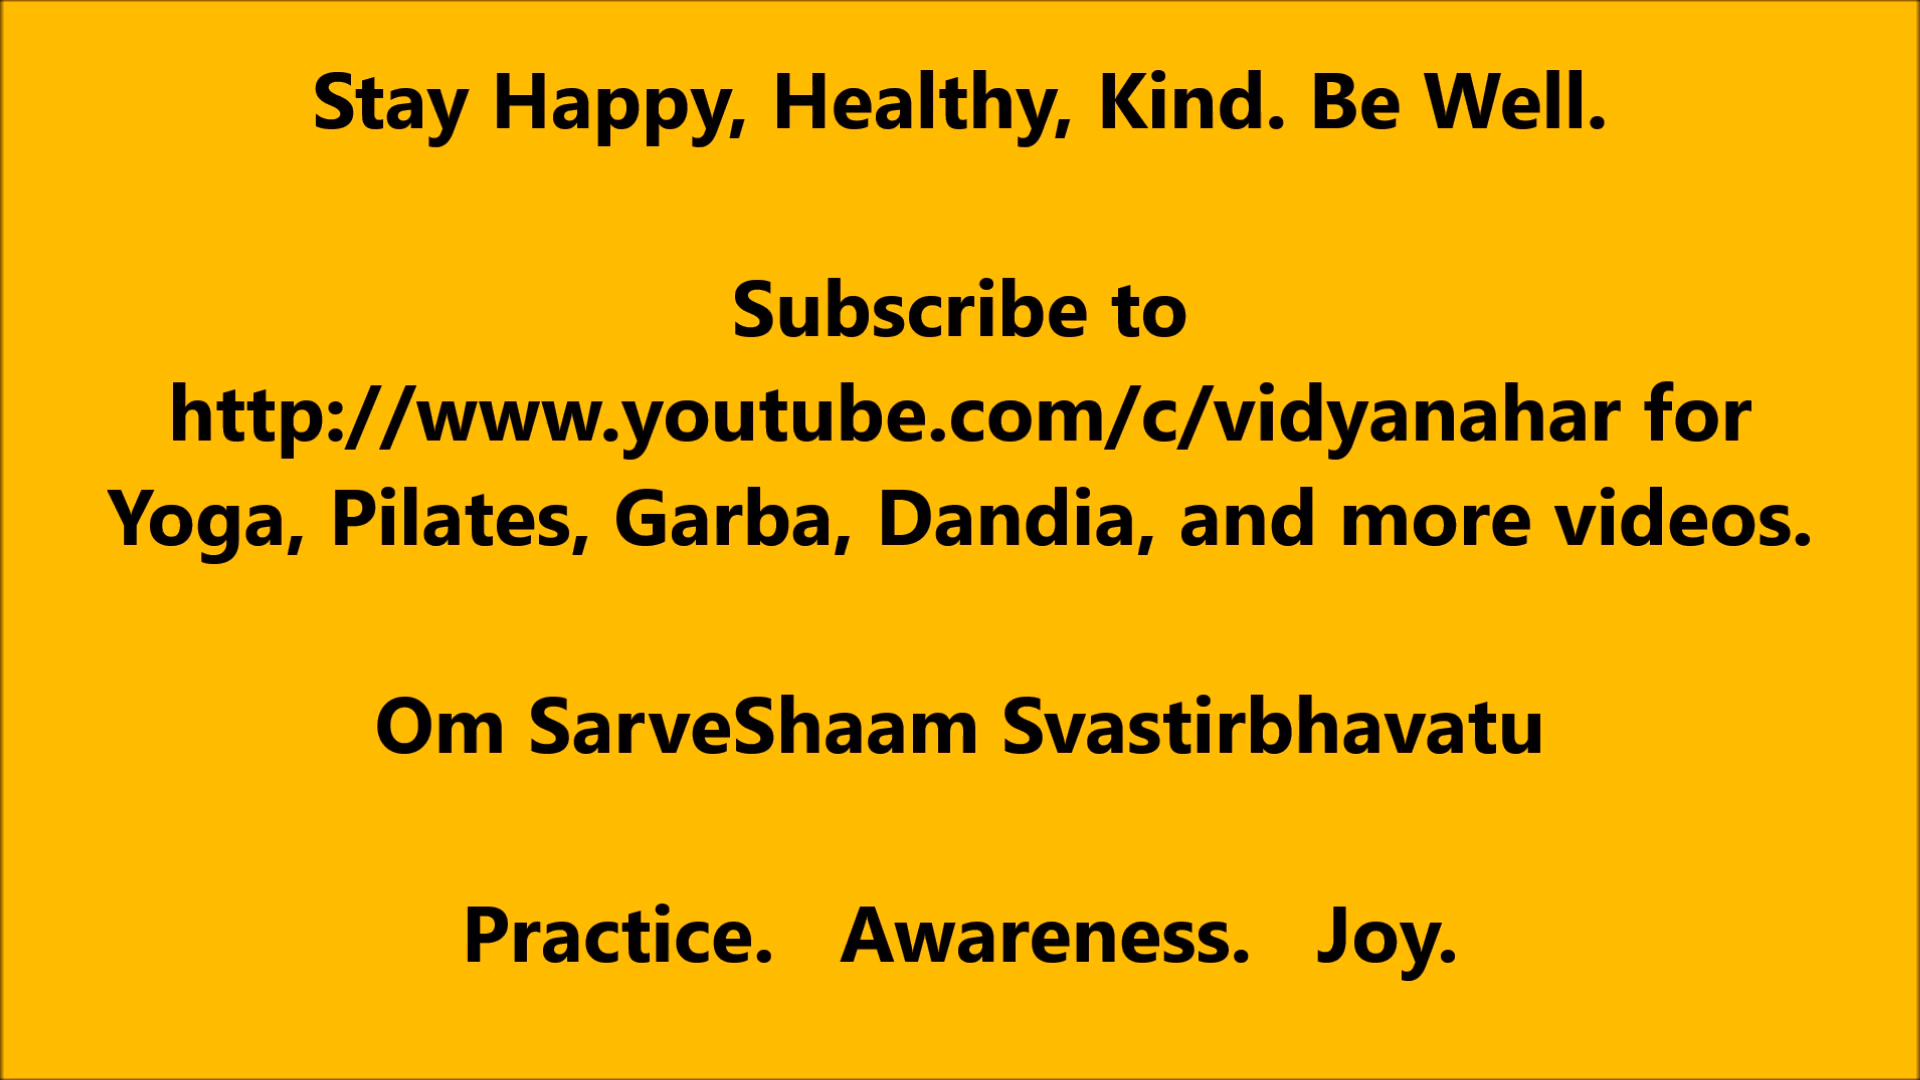 Stay Happy, Healthy, Kind. Be Well.
Subscribe to
http://www.youtube.com/c/vidyanahar for
Yoga, Pilates, Garba, Dandia, and more videos.
Om SarveShaam Svastirbhavatu
Practice. Awareness. Joy.